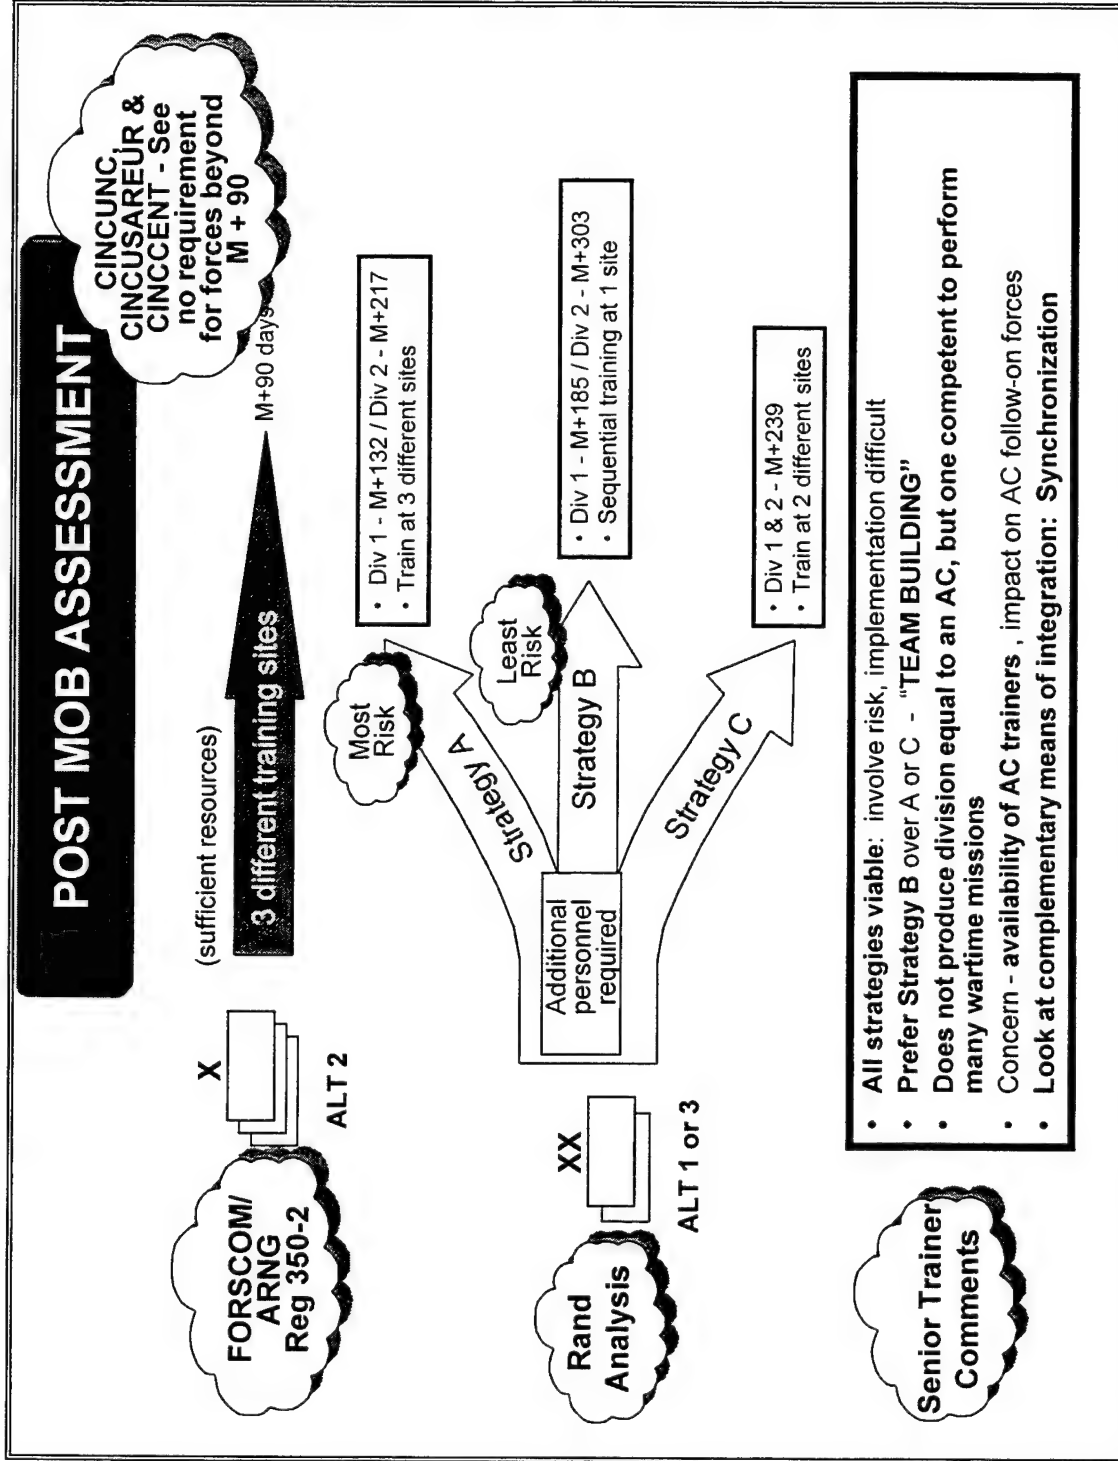 POST MOB ASSESSMENT
CINCUNC,
CINCUSAREUR &
CINCCENT - See
no requirement
for forces beyond
M + 90
FORSCOM/
ARNG
Reg 350-2
X
ALT 2
(sufficient resources)
3 different training sites
M+90 days
Rand
Analysis
XX
ALT 1 or 3
Additional
personnel
required
Most
Risk
Strategy A
• Div 1 - M+132 / Div 2 - M+217
• Train at 3 different sites
Least
Risk
Strategy B
• Div 1 - M+185 / Div 2 - M+303
• Sequential training at 1 site
Strategy C
• Div 1 & 2 - M+239
• Train at 2 different sites
Senior Trainer
Comments
• All strategies viable: involve risk, implementation difficult
• Prefer Strategy B over A or C - "TEAM BUILDING"
• Does not produce division equal to an AC, but one competent to perform
many wartime missions
• Concern - availability of AC trainers , impact on AC follow-on forces
• Look at complementary means of integration: Synchronization